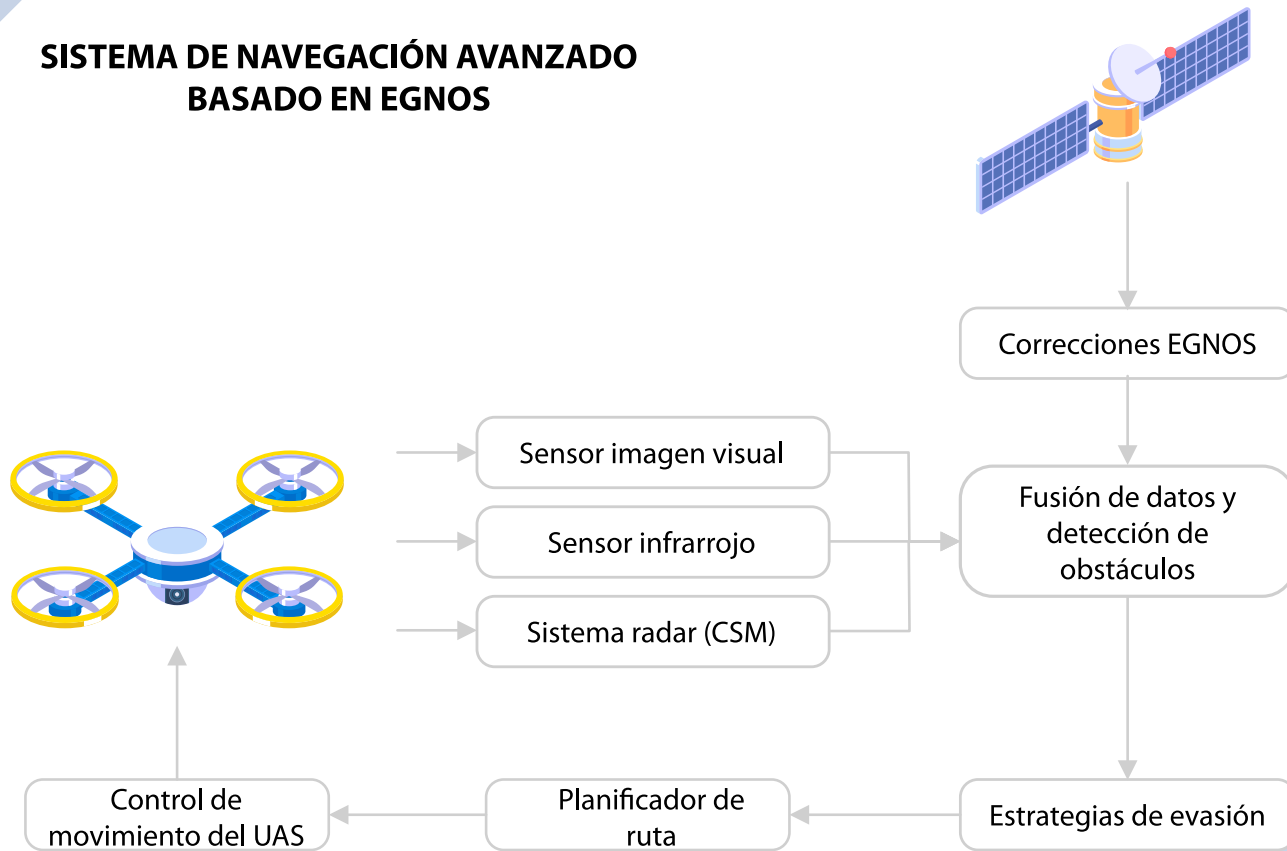 SISTEMA DE NAVEGACIÓN AVANZADO
BASADO EN EGNOS
Correcciones EGNOS
Sensor imagen visual
Sensor infrarrojo
Sistema radar (CSM)
Fusión de datos y
detección de
obstáculos
Control de
movimiento del UAS
Planificador de
ruta
Estrategias de evasión